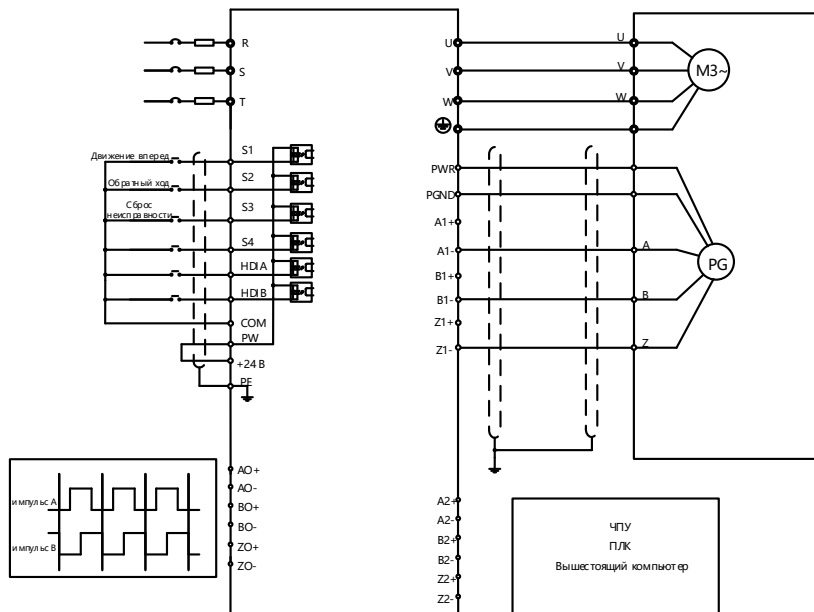 R
S
T
Движение вперед
S1
Обратный ход
S2
Сброс
неисправности
S3
S4
HDIA
HDIB
COM
PW
+24 В
PE
импульс A
импульс B
AO+
AO-
BO+
BO-
ZO+
ZO-
U
V
W
PWR
PGND
A1+
A1-
B1+
B1-
Z1+
Z1-
A2+
A2-
B2+
B2-
Z2+
Z2-
U
V
W
M3~
A
B
Z
PG
ЧПУ
ПЛК
Вышестоящий компьютер